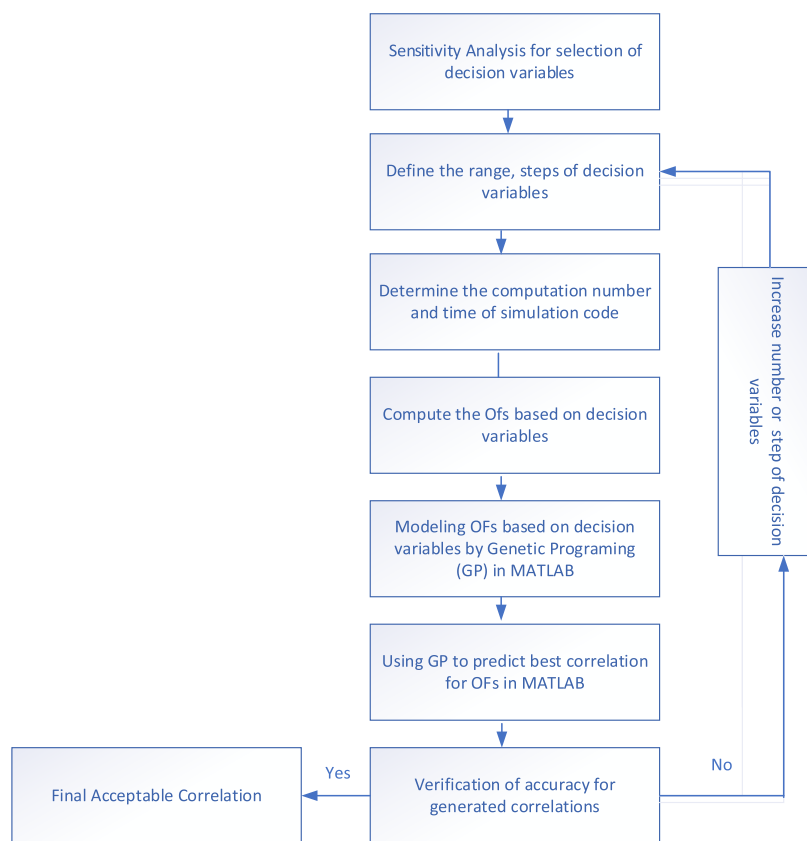 Sensitivity Analysis for selection of
decision variables
Define the range, steps of decision
variables
Determine the computation number
and time of simulation code
Compute the Ofs based on decision
variables
Modeling OFs based on decision
variables by Genetic Programing
(GP) in MATLAB
Using GP to predict best correlation
for OFs in MATLAB
Verification of accuracy for
generated correlations
Yes
Final Acceptable Correlation
No
Increase number or step of decision
variables